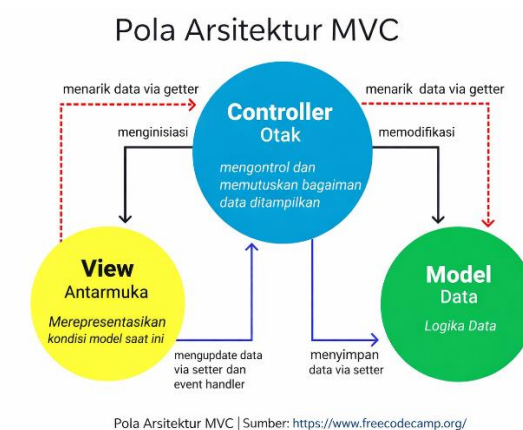 Pola Arsitektur MVC
menarik data via getter
menarik data via getter
Controller
Otak
menginisiasi
memodifikasi
mengontrol dan
memutuskan bagaiman
data ditampilkan
View
Antarmuka
Merepresentasikan
kondisi model saat ini
Model
Data
Logika Data
mengupdate data
via setter dan
event handler
menyimpan
data via setter
Pola Arsitektur MVC | Sumber: https://www.freecodecamp.org/